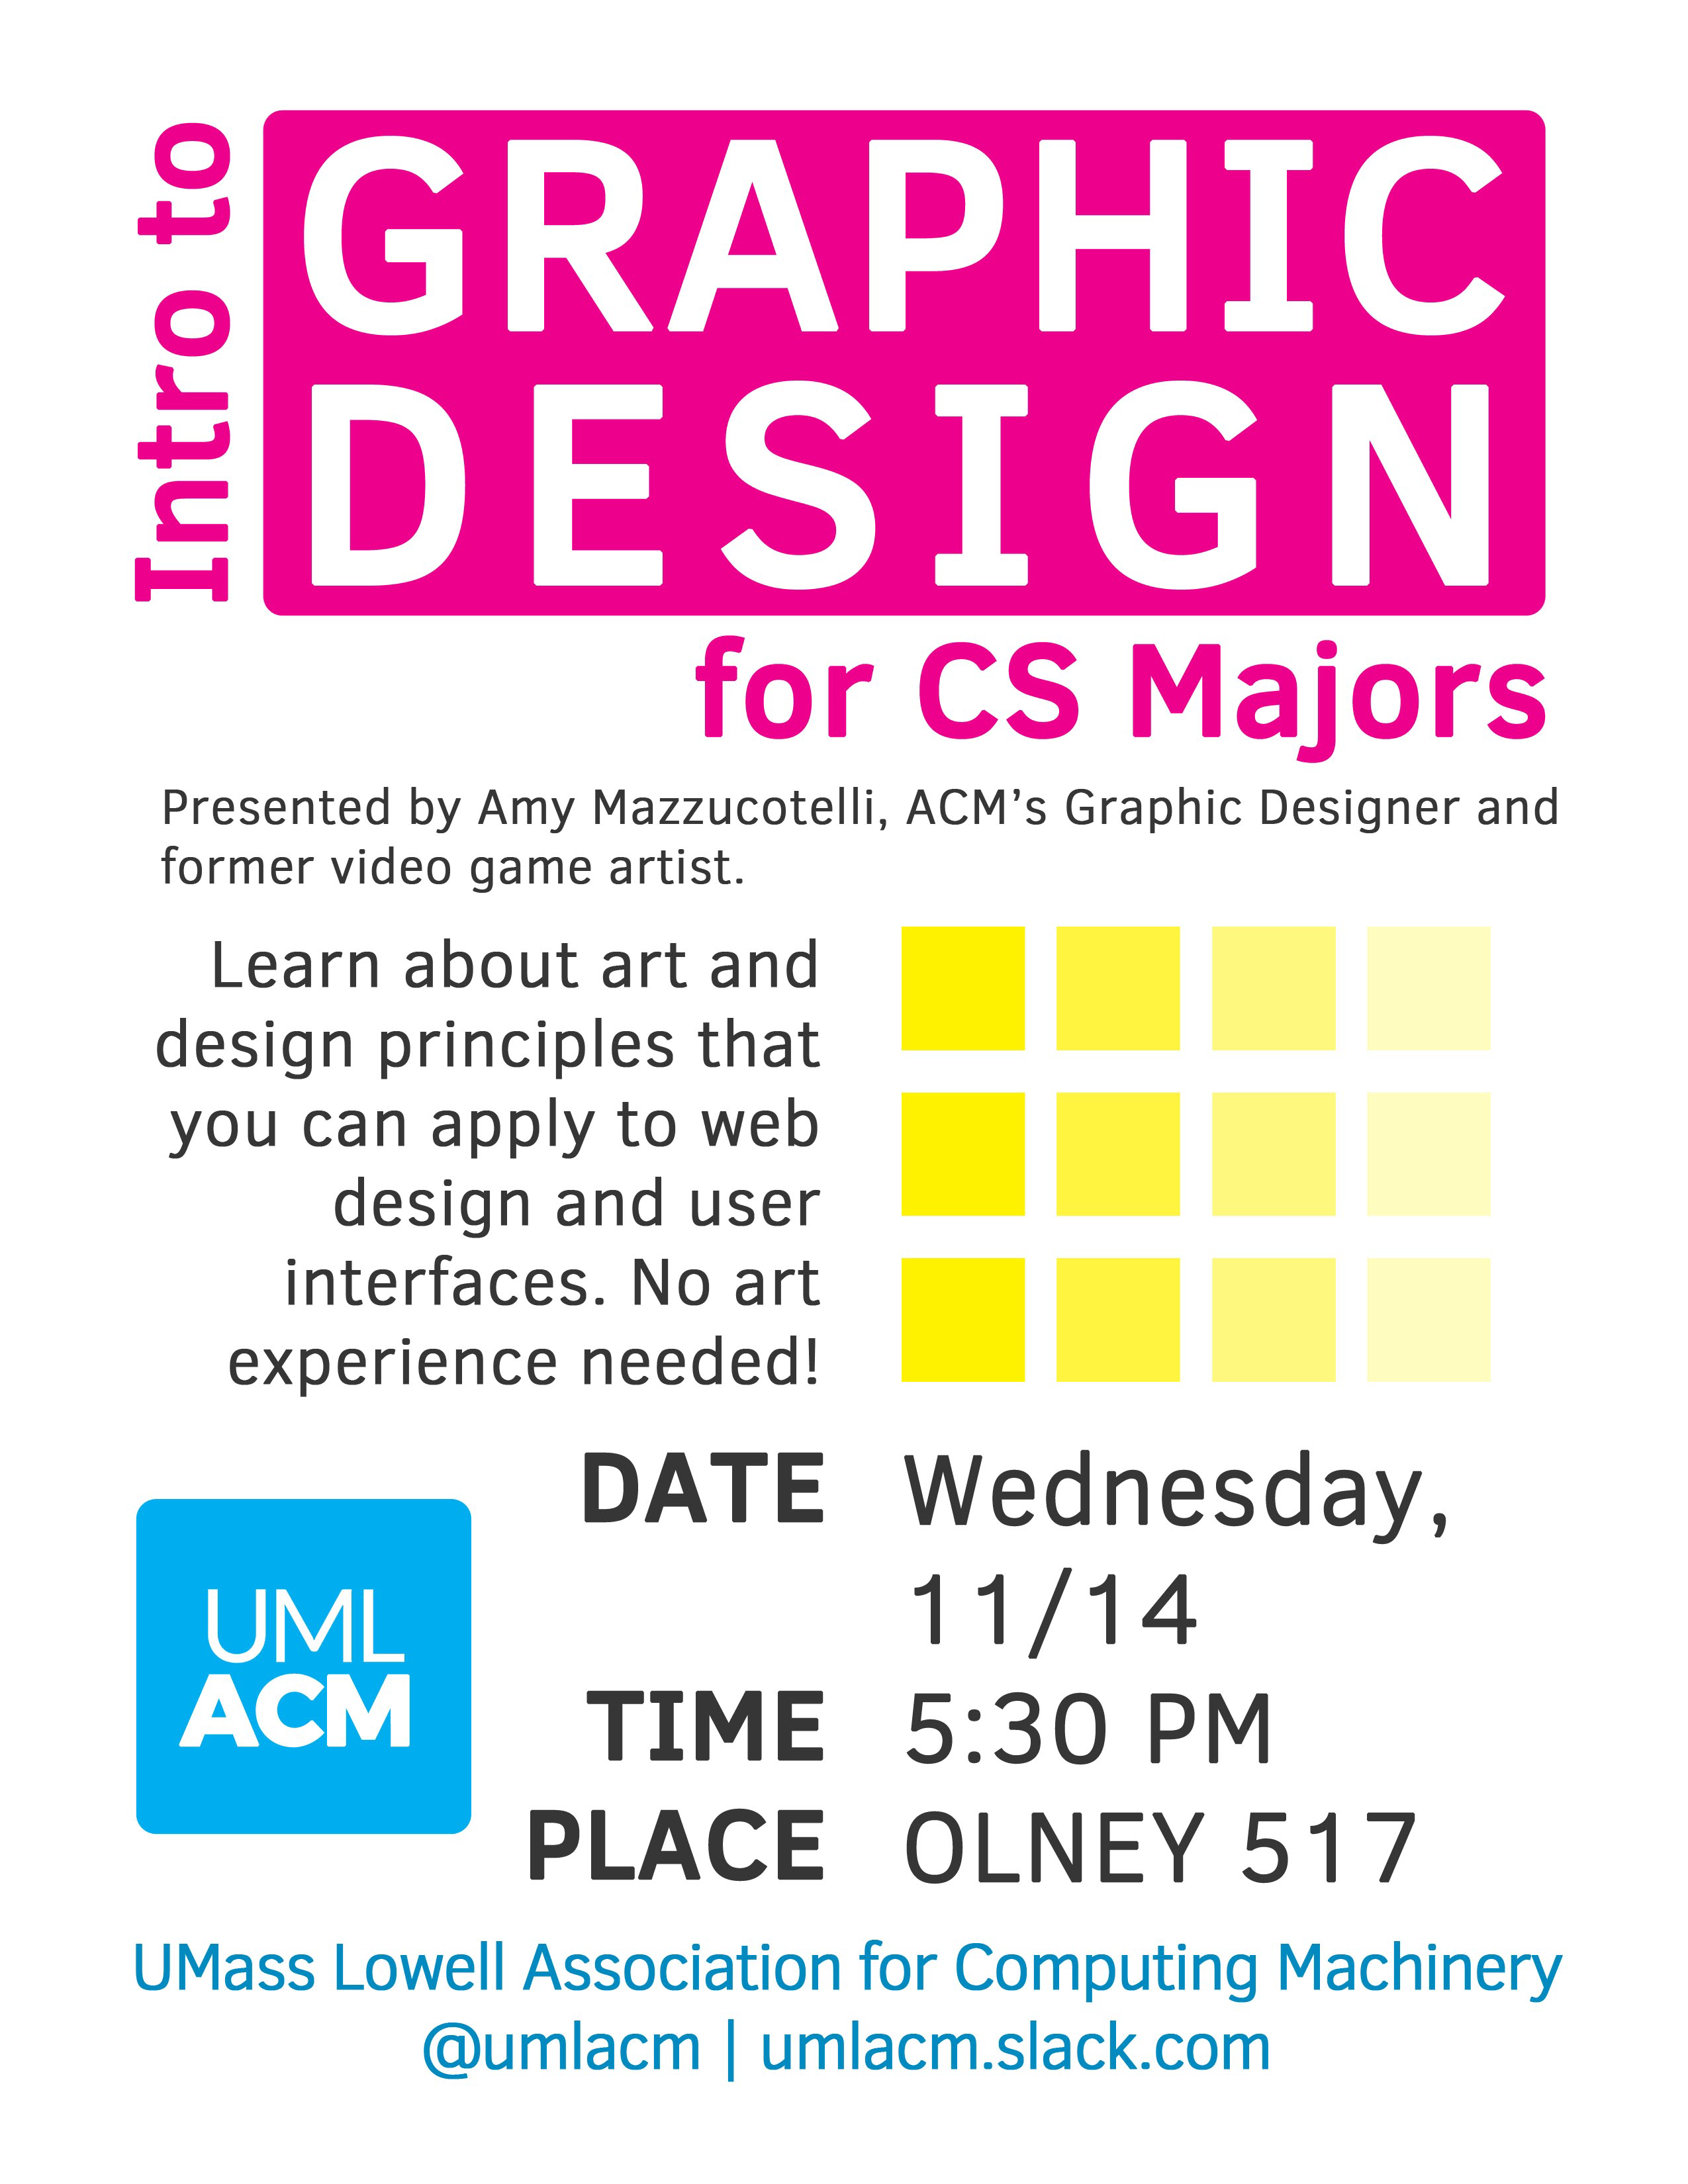 Intro to
GRAPHIC
DESIGN
for CS Majors
Presented by Amy Mazzucotelli, ACM’s Graphic Designer and
former video game artist.
Learn about art and
design principles that
you can apply to web
design and user
interfaces. No art
experience needed!
DATE Wednesday,
11/14
TIME 5:30 PM
PLACE OLNEY 517
UML
ACM
UMass Lowell Association for Computing Machinery
@umlacm | umlacm.slack.com